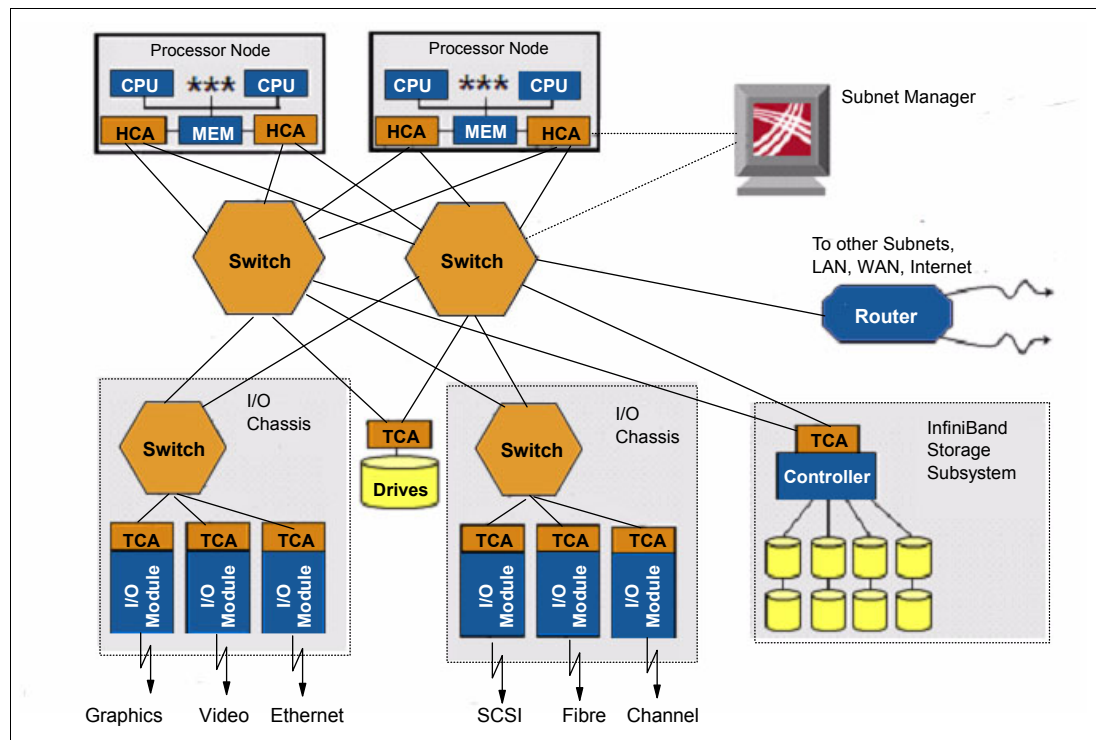 Processor Node
CPU *** CPU
HCA MEM HCA
Processor Node
CPU *** CPU
HCA MEM HCA
Subnet Manager
Switch
Switch
To other Subnets,
LAN, WAN, Internet
Router
I/O
Chassis
Switch
TCA
Drives
I/O
Chassis
Switch
TCA
Controller
InfiniBand
Storage
Subsystem
TCA TCA TCA
I/O
Module
I/O
Module
I/O
Module
TCA TCA TCA
I/O
Module
I/O
Module
I/O
Module
Graphics Video Ethernet
SCSI Fibre Channel